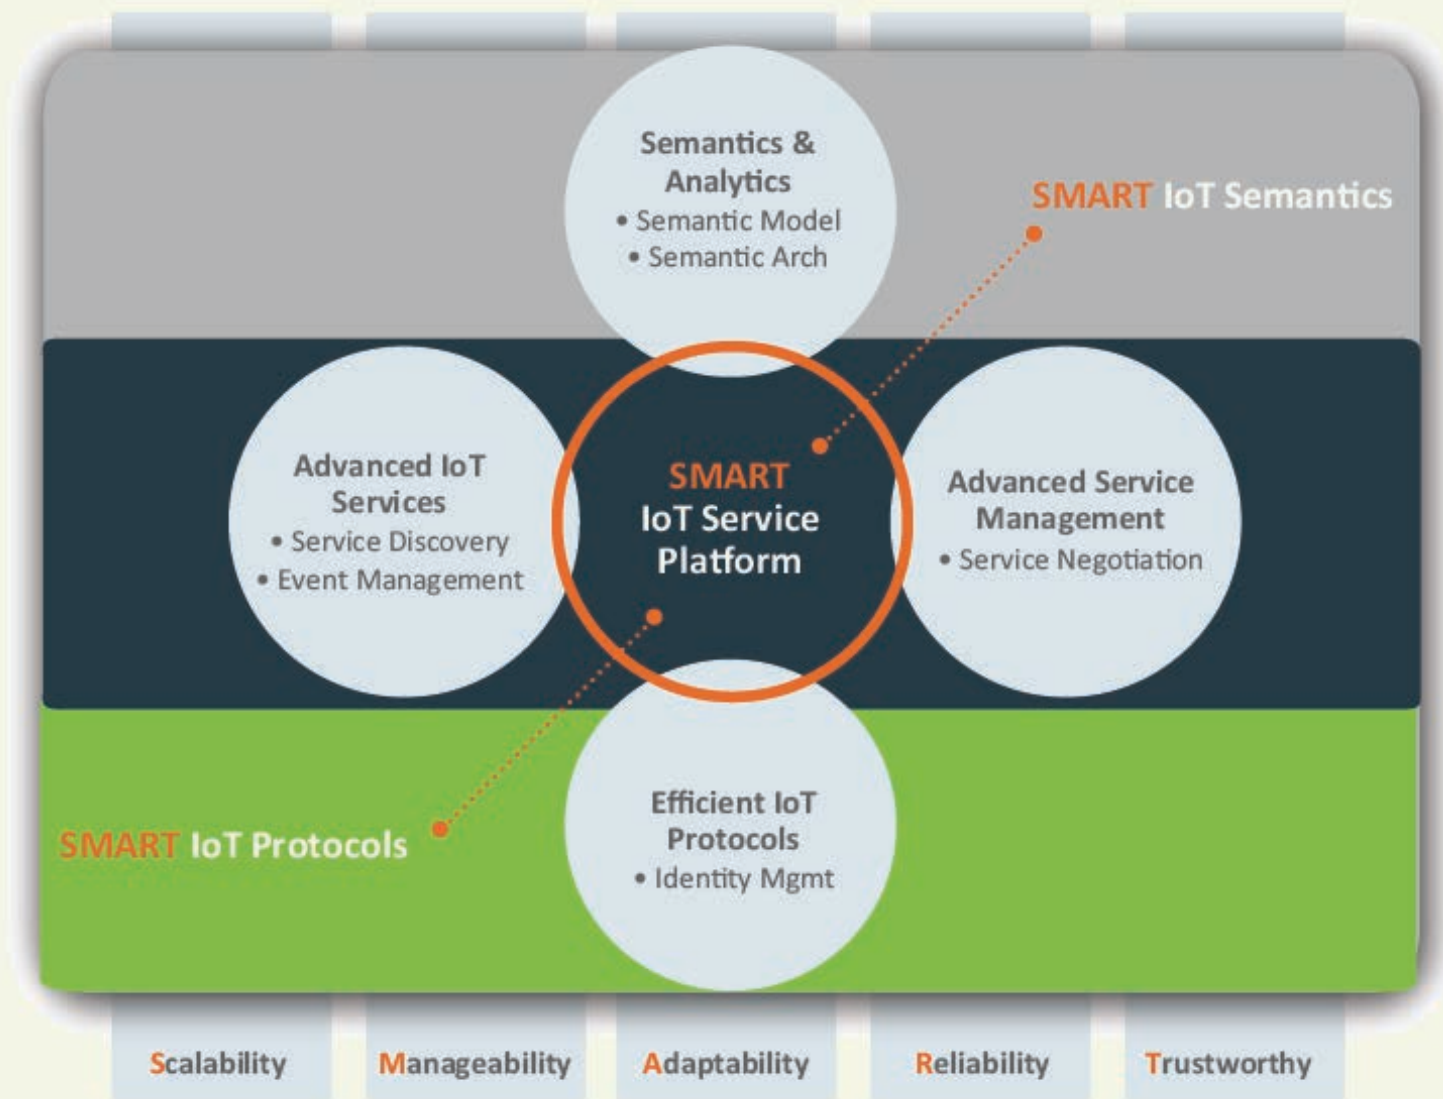 Semantics &
Analytics
• Semantic Model
• Semantic Arch
SMART IoT Semantics
Advanced IoT
Services
• Service Discovery
• Event Management
SMART
IoT Service
Platform
Advanced Service
Management
• Service Negotiation
SMART IoT Protocols
Efficient IoT
Protocols
• Identity Mgmt
Scalability
Manageability
Adaptability
Reliability
Trustworthy